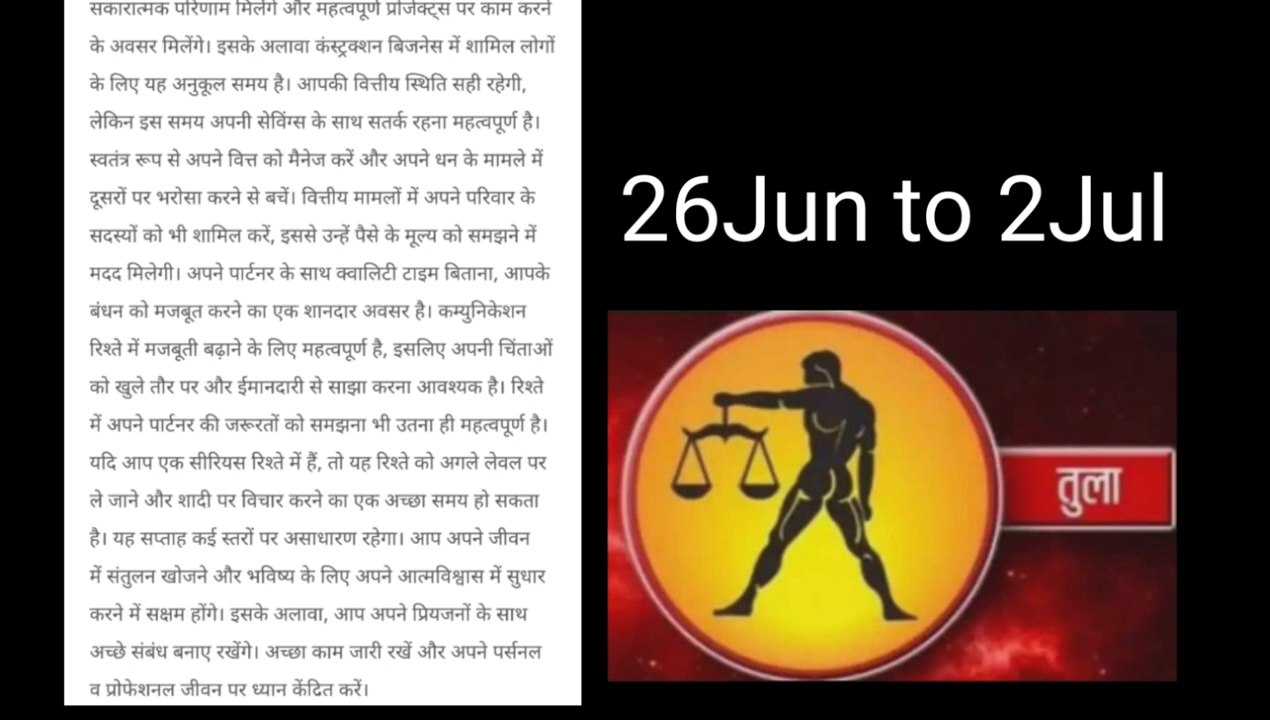 सकारात्मक परिणाम मिलेंगे और महत्वपूर्ण प्रोजेक्ट्स पर काम करने
के अवसर मिलेंगे। इसके अलावा कंस्ट्रक्शन बिजनेस में शामिल लोगों
के लिए यह अनुकूल समय है। आपकी वित्तीय स्थिति सही रहेगी,
लेकिन इस समय अपनी सेविंग्स के साथ सतर्क रहना महत्वपूर्ण है।
स्वतंत्र रूप से अपने वित्त को मैनेज करें और अपने धन के मामले में
दूसरों पर भरोसा करने से बचें। वित्तीय मामलों में अपने परिवार के
सदस्यों को भी शामिल करें, इससे उन्हें पैसे के मूल्य को समझने में
मदद मिलेगी। अपने पार्टनर के साथ क्वालिटी टाइम बिताना, आपके
बंधन को मजबूत करने का एक शानदार अवसर है। कम्युनिकेशन
रिश्ते में मजबूती बढ़ाने के लिए महत्वपूर्ण है, इसलिए अपनी चिंताओं
को खुले तौर पर और ईमानदारी से साझा करना आवश्यक है। रिश्ते
में अपने पार्टनर की जरूरतों को समझना भी उतना ही महत्वपूर्ण है।
यदि आप एक सीरियस रिश्ते में हैं, तो यह रिश्ते को अगले लेवल पर
ले जाने और शादी पर विचार करने का एक अच्छा समय हो सकता
है। यह सप्ताह कई स्तरों पर असाधारण रहेगा। आप अपने जीवन
में संतुलन खोजने और भविष्य के लिए अपने आत्मविश्वास में सुधार
करने में सक्षम होंगे। इसके अलावा, आप अपने प्रियजनों के साथ
अच्छे संबंध बनाए रखेंगे। अच्छा काम जारी रखें और अपने पर्सनल
व प्रोफेशनल जीवन पर ध्यान केंद्रित करें।
26Jun to 2Jul
तुला